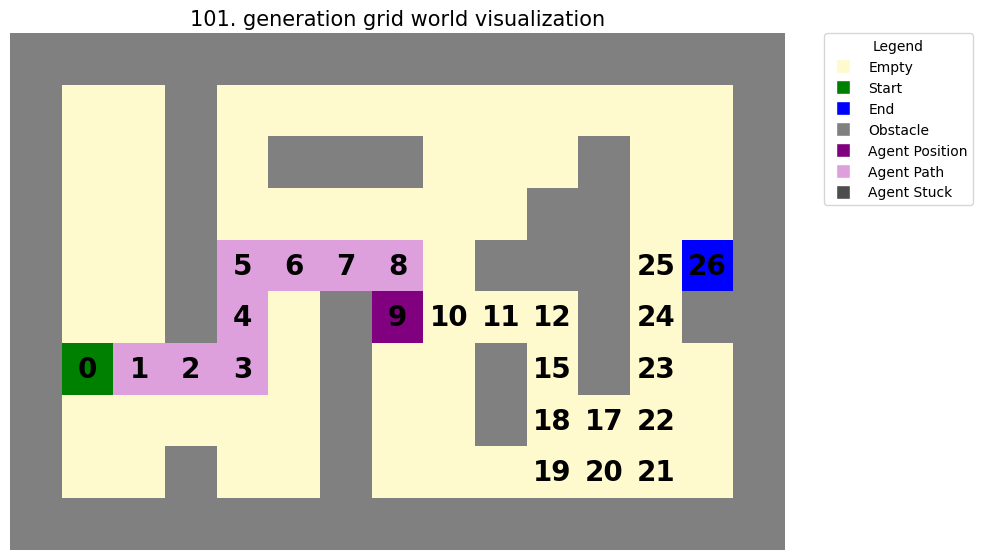 101. generation grid world visualization
Legend
Empty
Start
End
Obstacle
Agent Position
Agent Path
Agent Stuck
5 6 7 8 25 26
4 9 10 11 12 24
0 1 2 3 15 23
18 17 22
19 20 21